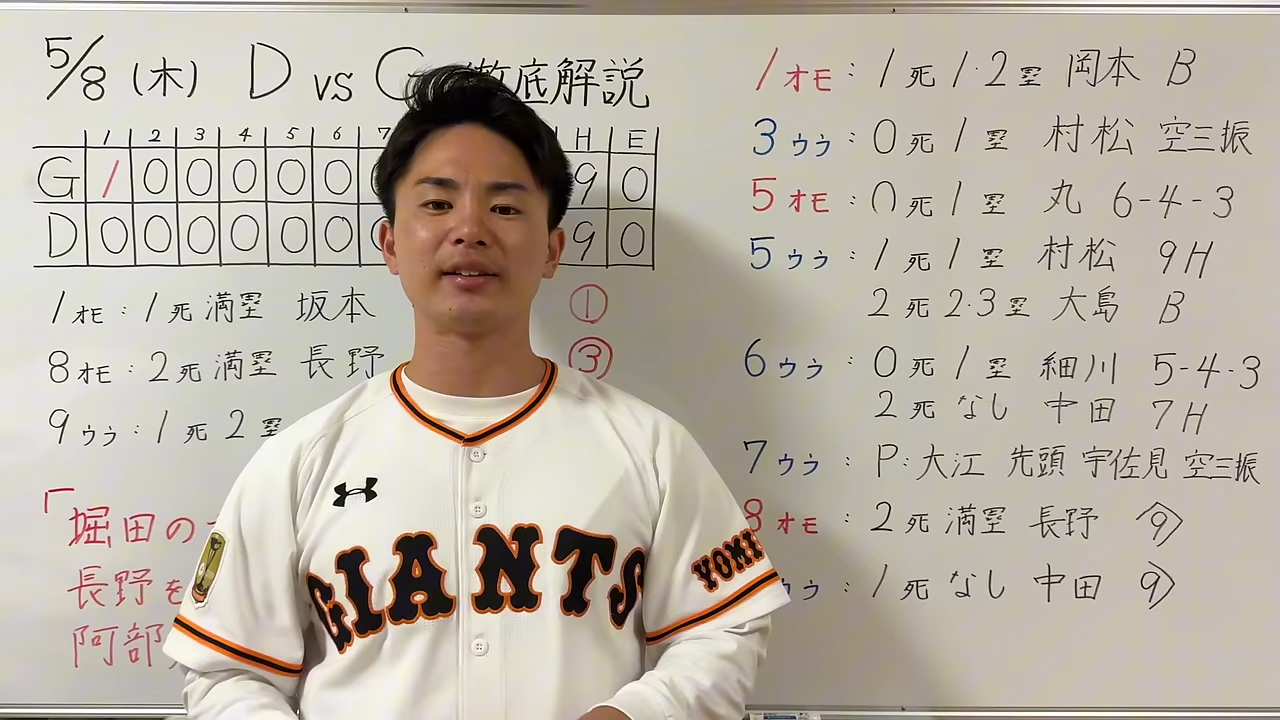 5/8 (木) D vs G 徹底解説
1 2 3 4 5 6 7 H E
G 1 0 0 0 0 0 9 0
D 0 0 0 0 0 0 9 0
1オモ:1死満塁 坂本 ①
8オモ:2死満塁 長野 ③
9ウラ:1死2塁
「堀田の
長野を
阿部
1オモ:1死1・2塁 岡本 B
3ウラ:0死1塁 村松 空三振
5オモ:0死1塁 丸 6-4-3
5ウラ:1死1塁 村松 9H
2死2・3塁 大島 B
6ウラ:0死1塁 細川 5-4-3
2死なし 中田 7H
7ウラ:P:大江 先頭 宇佐見 空三振
8オモ:2死満塁 長野 9
ウラ:1死なし 中田 9
GIANTS
YOMI